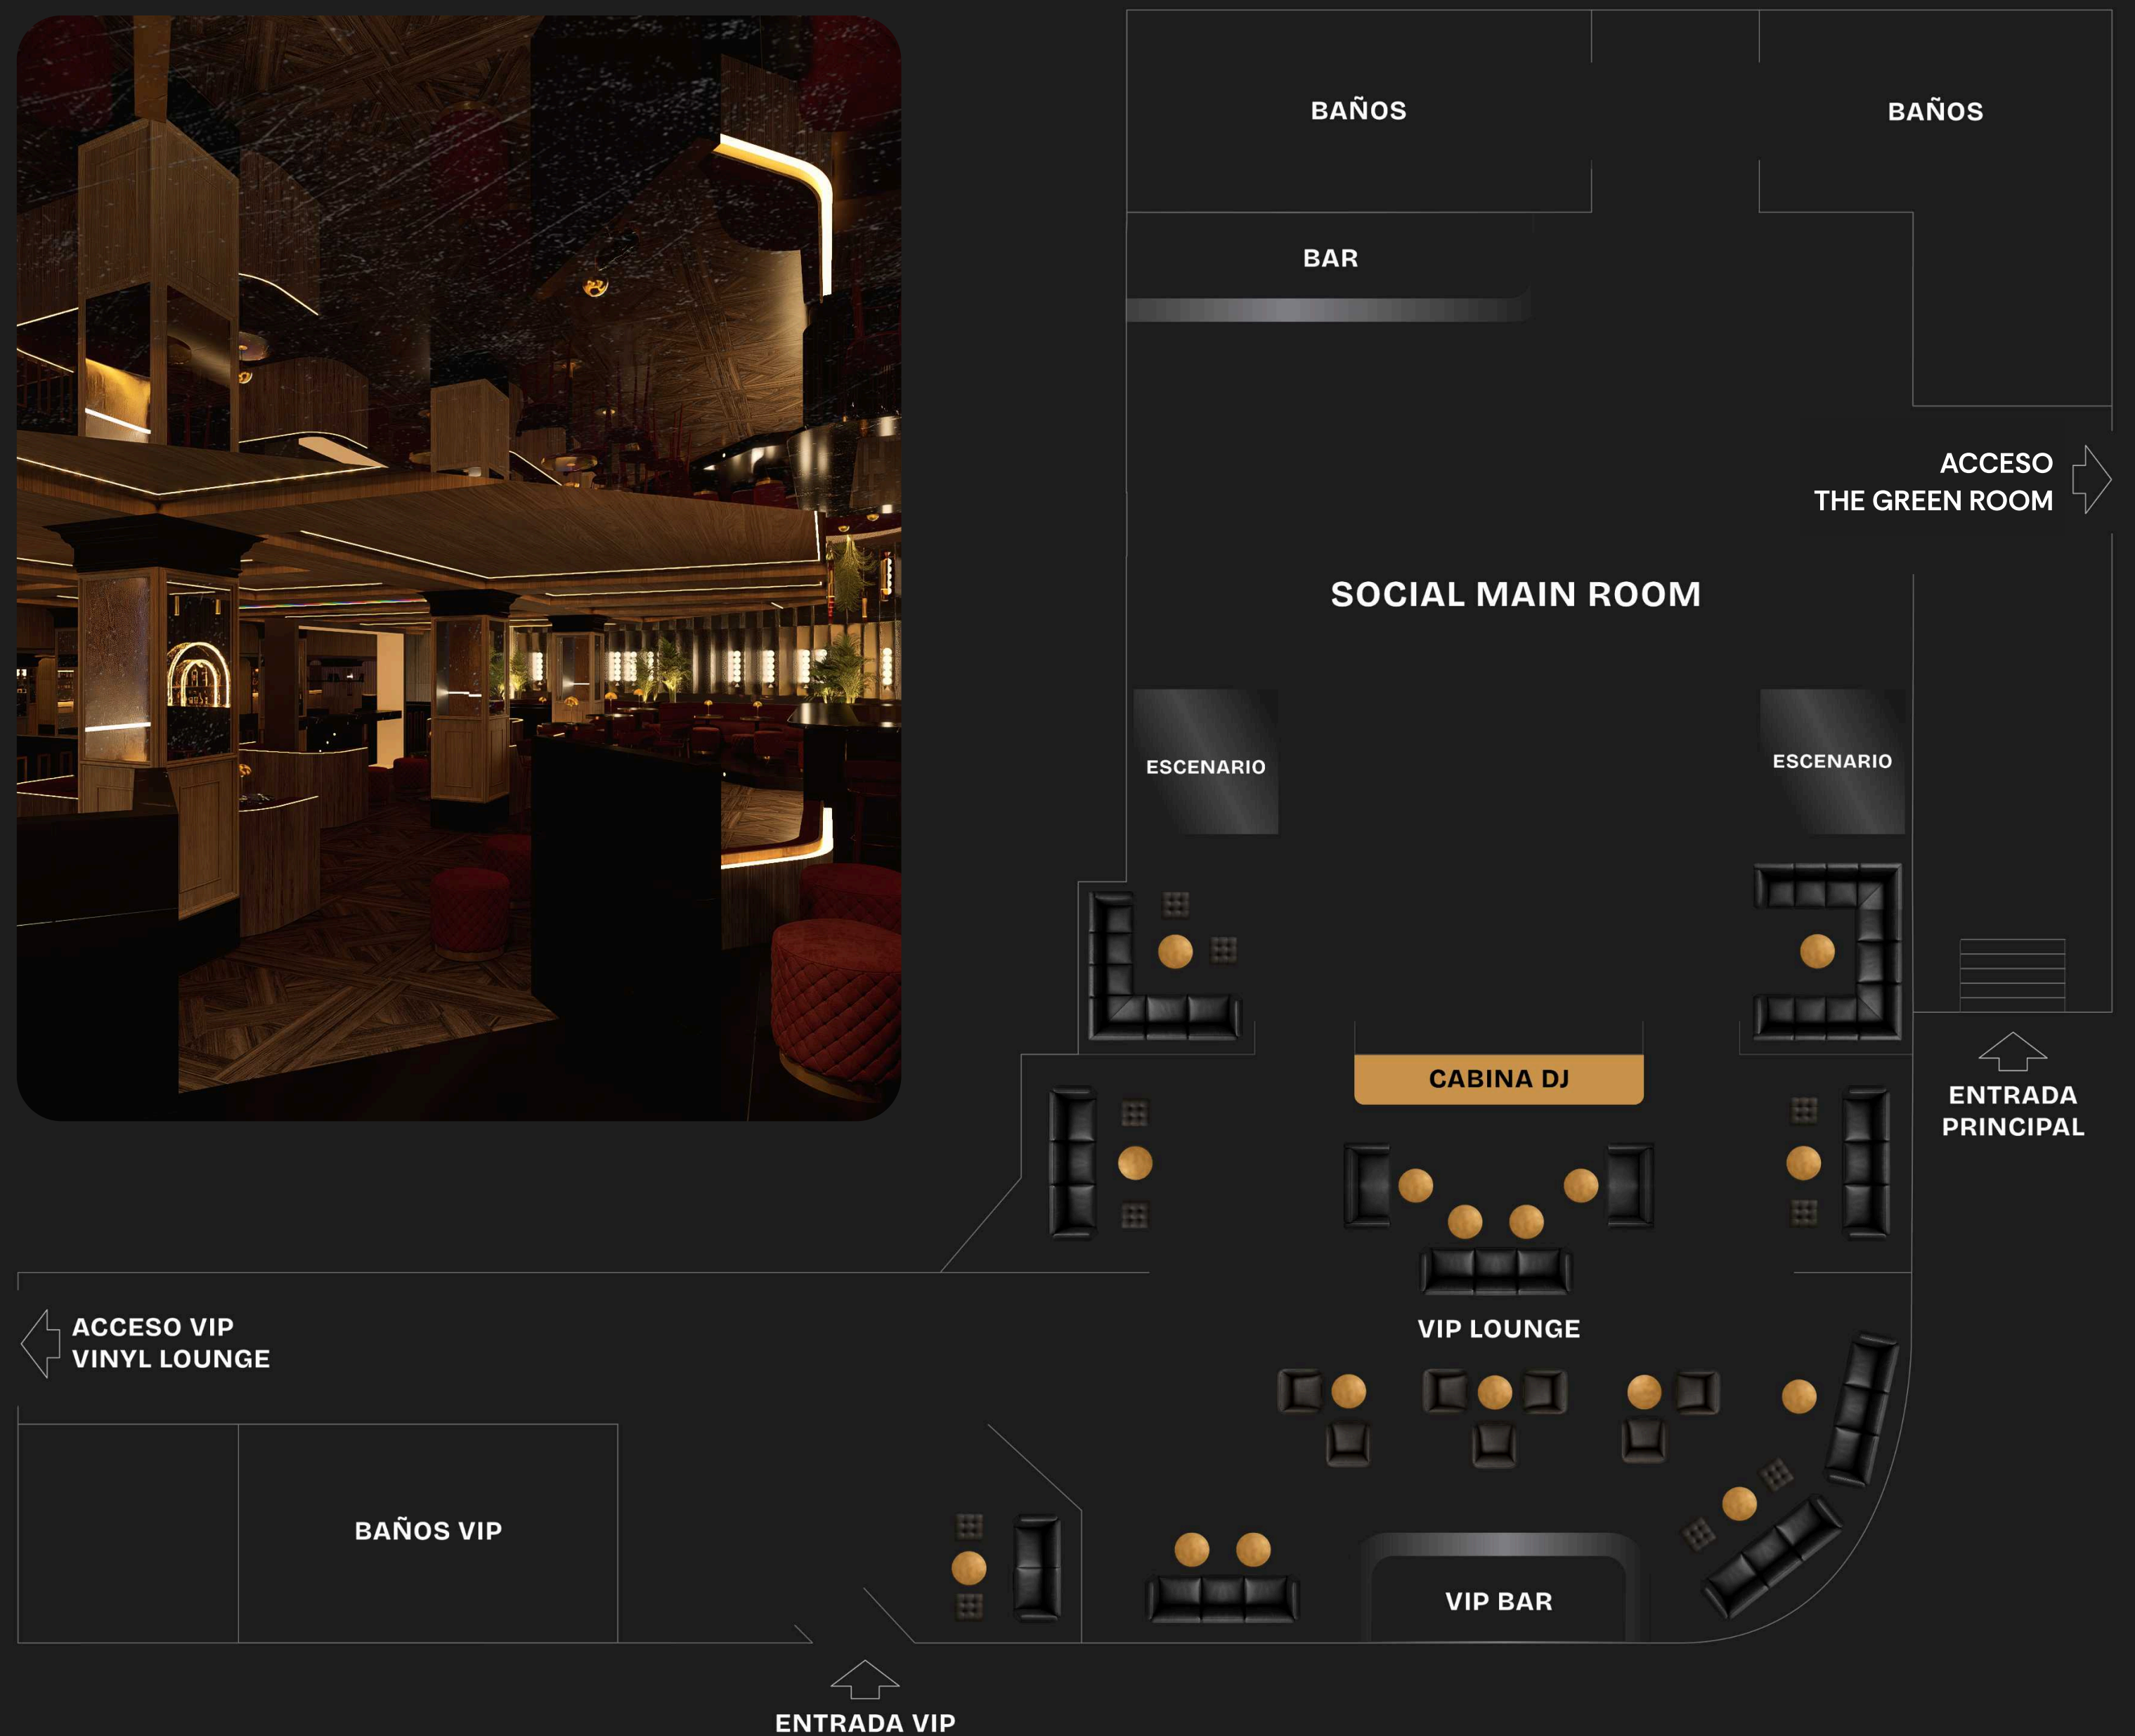 BAÑOS
BAÑOS
BAR
ACCESO
THE GREEN ROOM
SOCIAL MAIN ROOM
ESCENARIO
ESCENARIO
CABINA DJ
ENTRADA
PRINCIPAL
ACCESO VIP
VINYL LOUNGE
VIP LOUNGE
BAÑOS VIP
VIP BAR
ENTRADA VIP